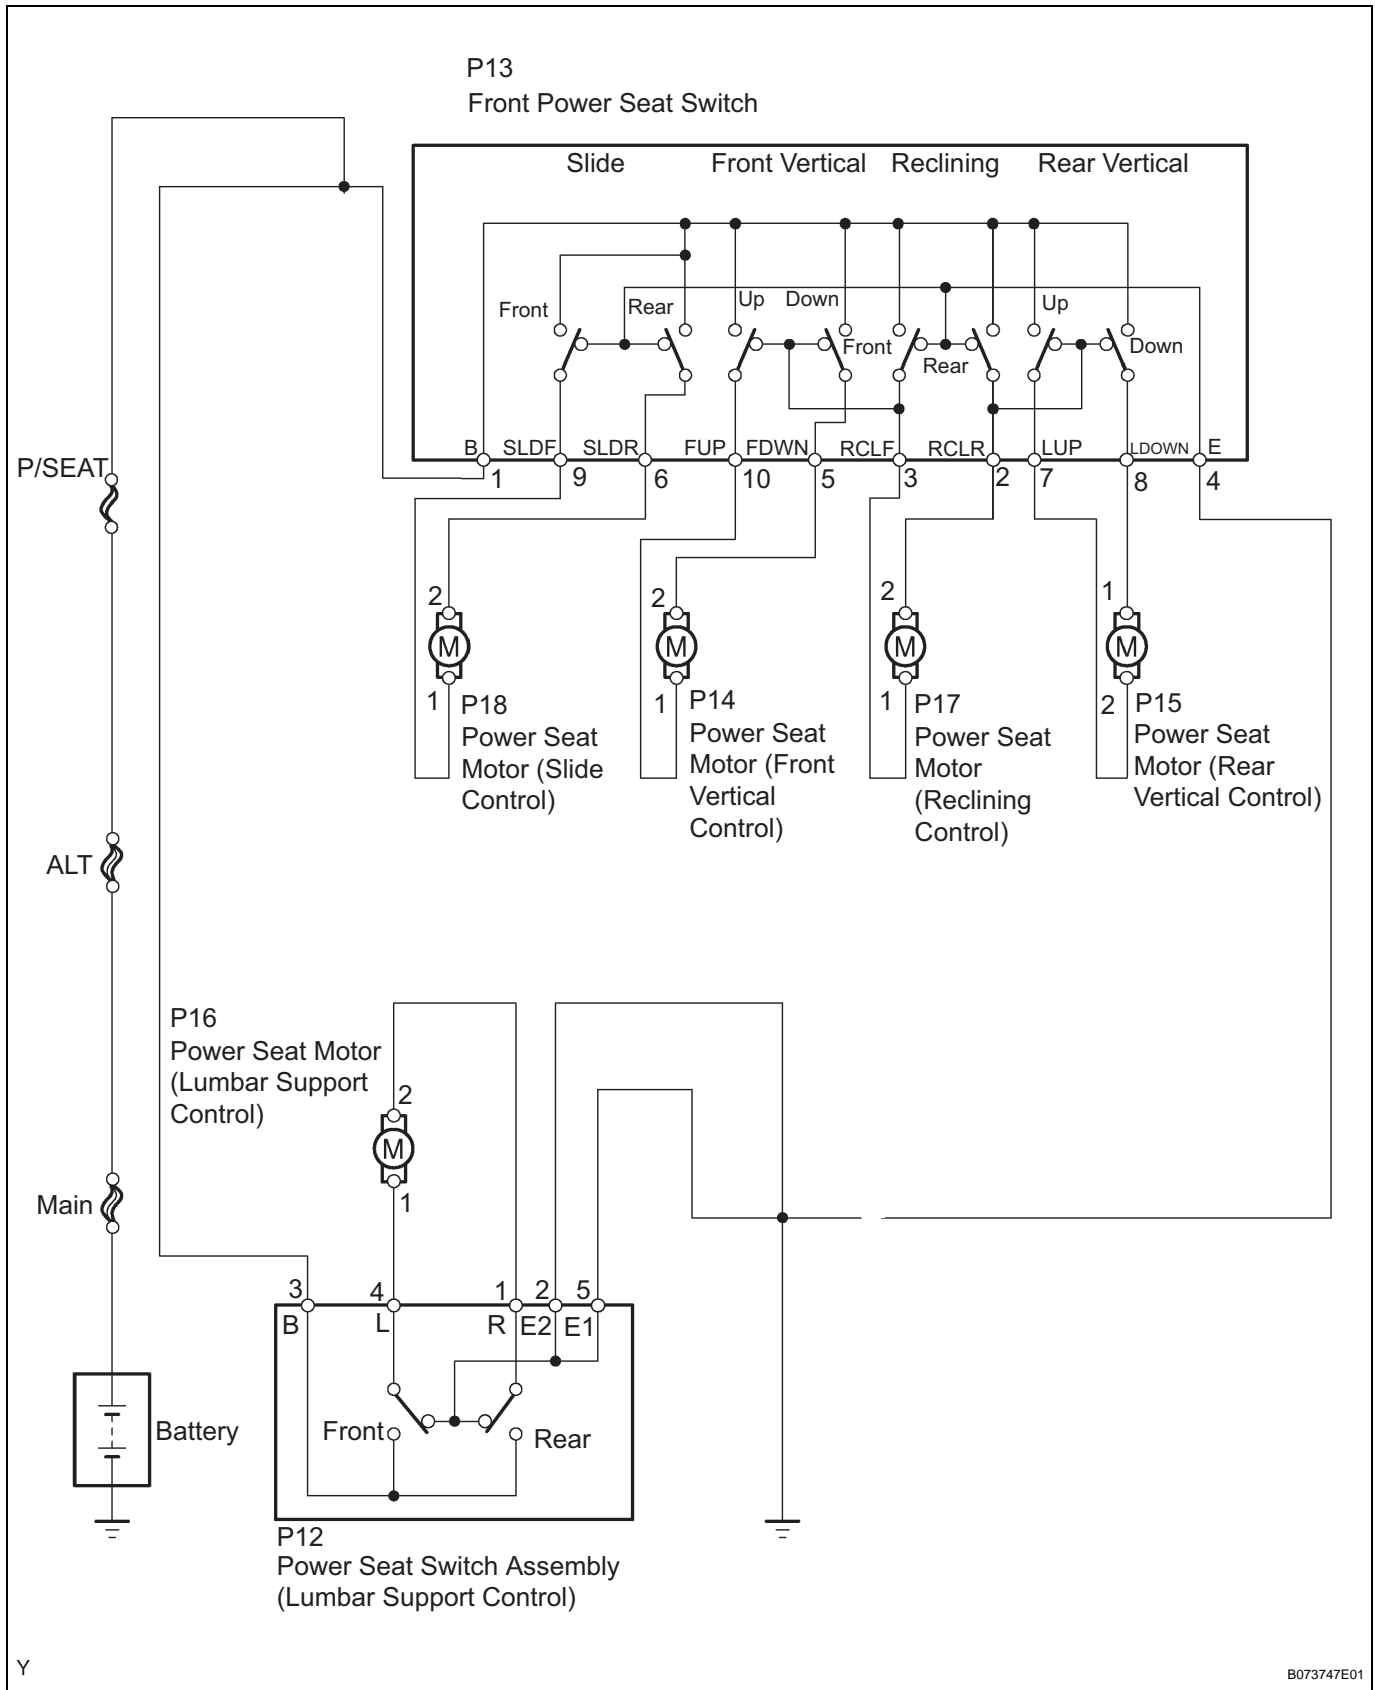 P13
Front Power Seat Switch
Slide Front Vertical Reclining Rear Vertical
Front Rear Up Down Front Rear Up Down
B SLDF SLDR FUP FDWN RCLF RCLR LUP LDOWN E
1 9 6 10 5 3 2 7 8 4
P/SEAT
2 2 2 1
M M M M
1 1 1 2
P18
Power Seat
Motor (Slide
Control)
P14
Power Seat
Motor (Front
Vertical
Control)
P17
Power Seat
Motor
(Reclining
Control)
P15
Power Seat
Motor (Rear
Vertical Control)
ALT
P16
Power Seat Motor
(Lumbar Support
Control)
2
M
1
Main
3 4 1 2 5
B L R E2 E1
Front Rear
Battery
P12
Power Seat Switch Assembly
(Lumbar Support Control)
Y
B073747E01